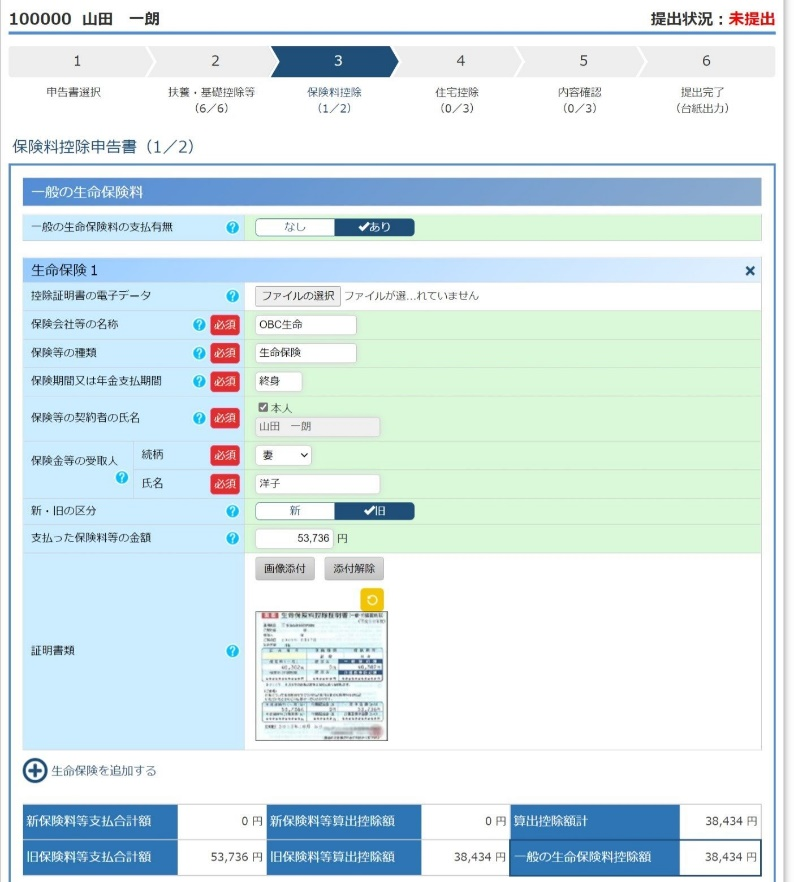 100000 山田　一朗
提出状況：未提出
1 2 3 4 5 6
申告書選択 扶養・基礎控除等 保険料控除 住宅控除 内容確認 提出完了
（6／6） （1／2） （0／3） （0／3） （台紙出力）
保険料控除申告書（1／2）
一般の生命保険料
一般の生命保険料の支払有無 ? なし ✔あり
生命保険1 ×
控除証明書の電子データ ? ファイルの選択 ファイルが選...れていません
保険会社等の名称 ? 必須 OBC生命
保険等の種類 ? 必須 生命保険
保険期間又は年金支払期間 ? 必須 終身
保険等の契約者の氏名 ? 必須 ☑本人
山田　一朗
保険金等の受取人 ? 続柄 必須 妻
氏名 必須 洋子
新・旧の区分 ? 新 ✔旧
支払った保険料等の金額 ? 53,736 円
画像添付 添付解除
証明書類 ?
生命保険料控除証明書
生命保険を追加する
新保険料等支払合計額 0 円 新保険料等算出控除額 0 円 算出控除額計 38,434 円
旧保険料等支払合計額 53,736 円 旧保険料等算出控除額 38,434 円 一般の生命保険料控除額 38,434 円